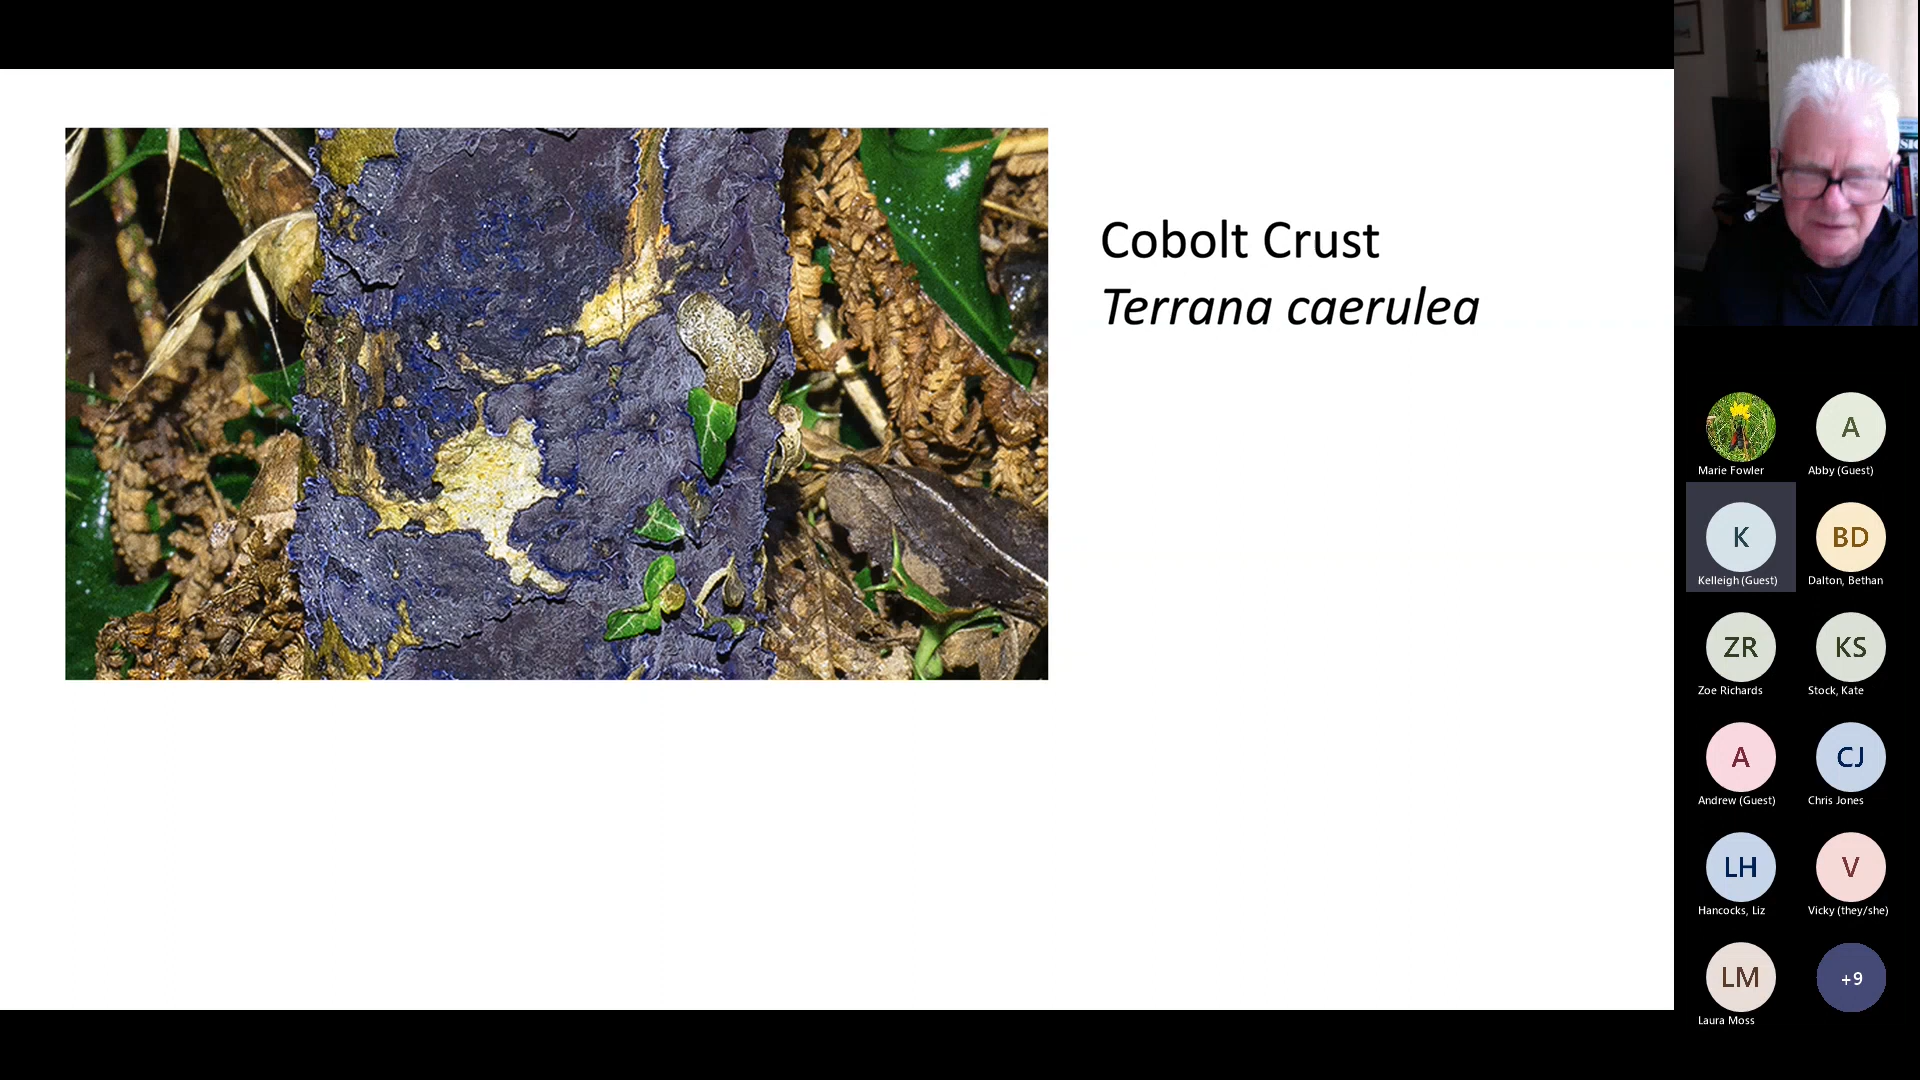 Cobolt Crust
Terrana caerulea
Marie Fowler
A
Abby (Guest)
K
Kelleigh (Guest)
BD
Dalton, Bethan
ZR
Zoe Richards
KS
Stock, Kate
A
Andrew (Guest)
CJ
Chris Jones
LH
Hancocks, Liz
V
Vicky (they/she)
LM
Laura Moss
+9